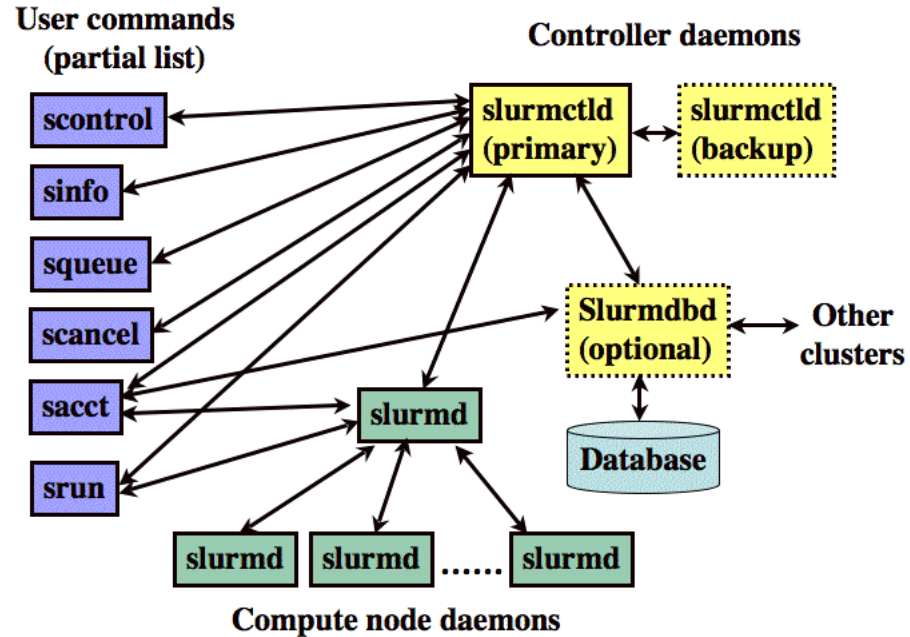 User commands
(partial list)
Controller daemons
scontrol
slurmctld
(primary)
slurmctld
(backup)
sinfo
squeue
scancel
Slurmdbd
(optional)
Other
clusters
sacct
slurmd
Database
srun
slurmd
slurmd
......
slurmd
Compute node daemons